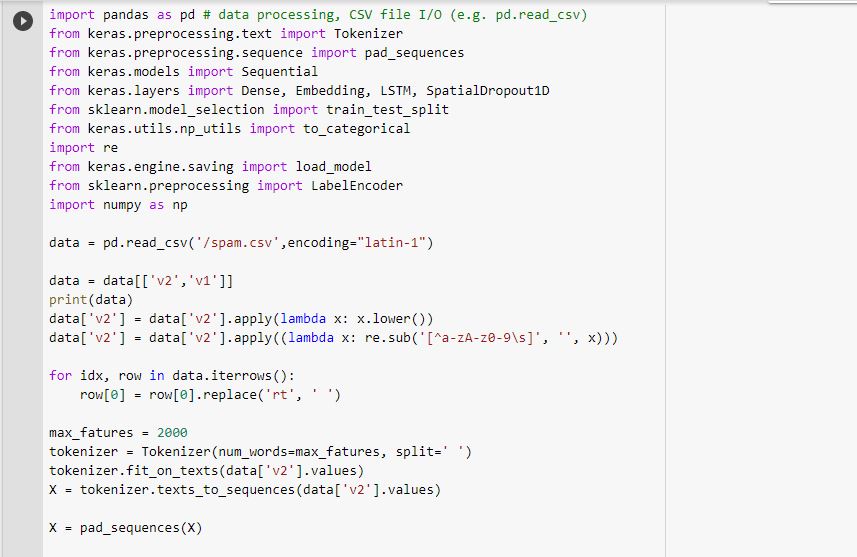 import pandas as pd # data processing, CSV file I/O (e.g. pd.read_csv)
from keras.preprocessing.text import Tokenizer
from keras.preprocessing.sequence import pad_sequences
from keras.models import Sequential
from keras.layers import Dense, Embedding, LSTM, SpatialDropout1D
from sklearn.model_selection import train_test_split
from keras.utils.np_utils import to_categorical
import re
from keras.engine.saving import load_model
from sklearn.preprocessing import LabelEncoder
import numpy as np
data = pd.read_csv('/spam.csv',encoding="latin-1")
data = data[['v2','v1']]
print(data)
data['v2'] = data['v2'].apply(lambda x: x.lower())
data['v2'] = data['v2'].apply((lambda x: re.sub('[^a-zA-z0-9\s]', '', x)))
for idx, row in data.iterrows():
    row[0] = row[0].replace('rt', ' ')
max_fatures = 2000
tokenizer = Tokenizer(num_words=max_fatures, split=' ')
tokenizer.fit_on_texts(data['v2'].values)
X = tokenizer.texts_to_sequences(data['v2'].values)
X = pad_sequences(X)